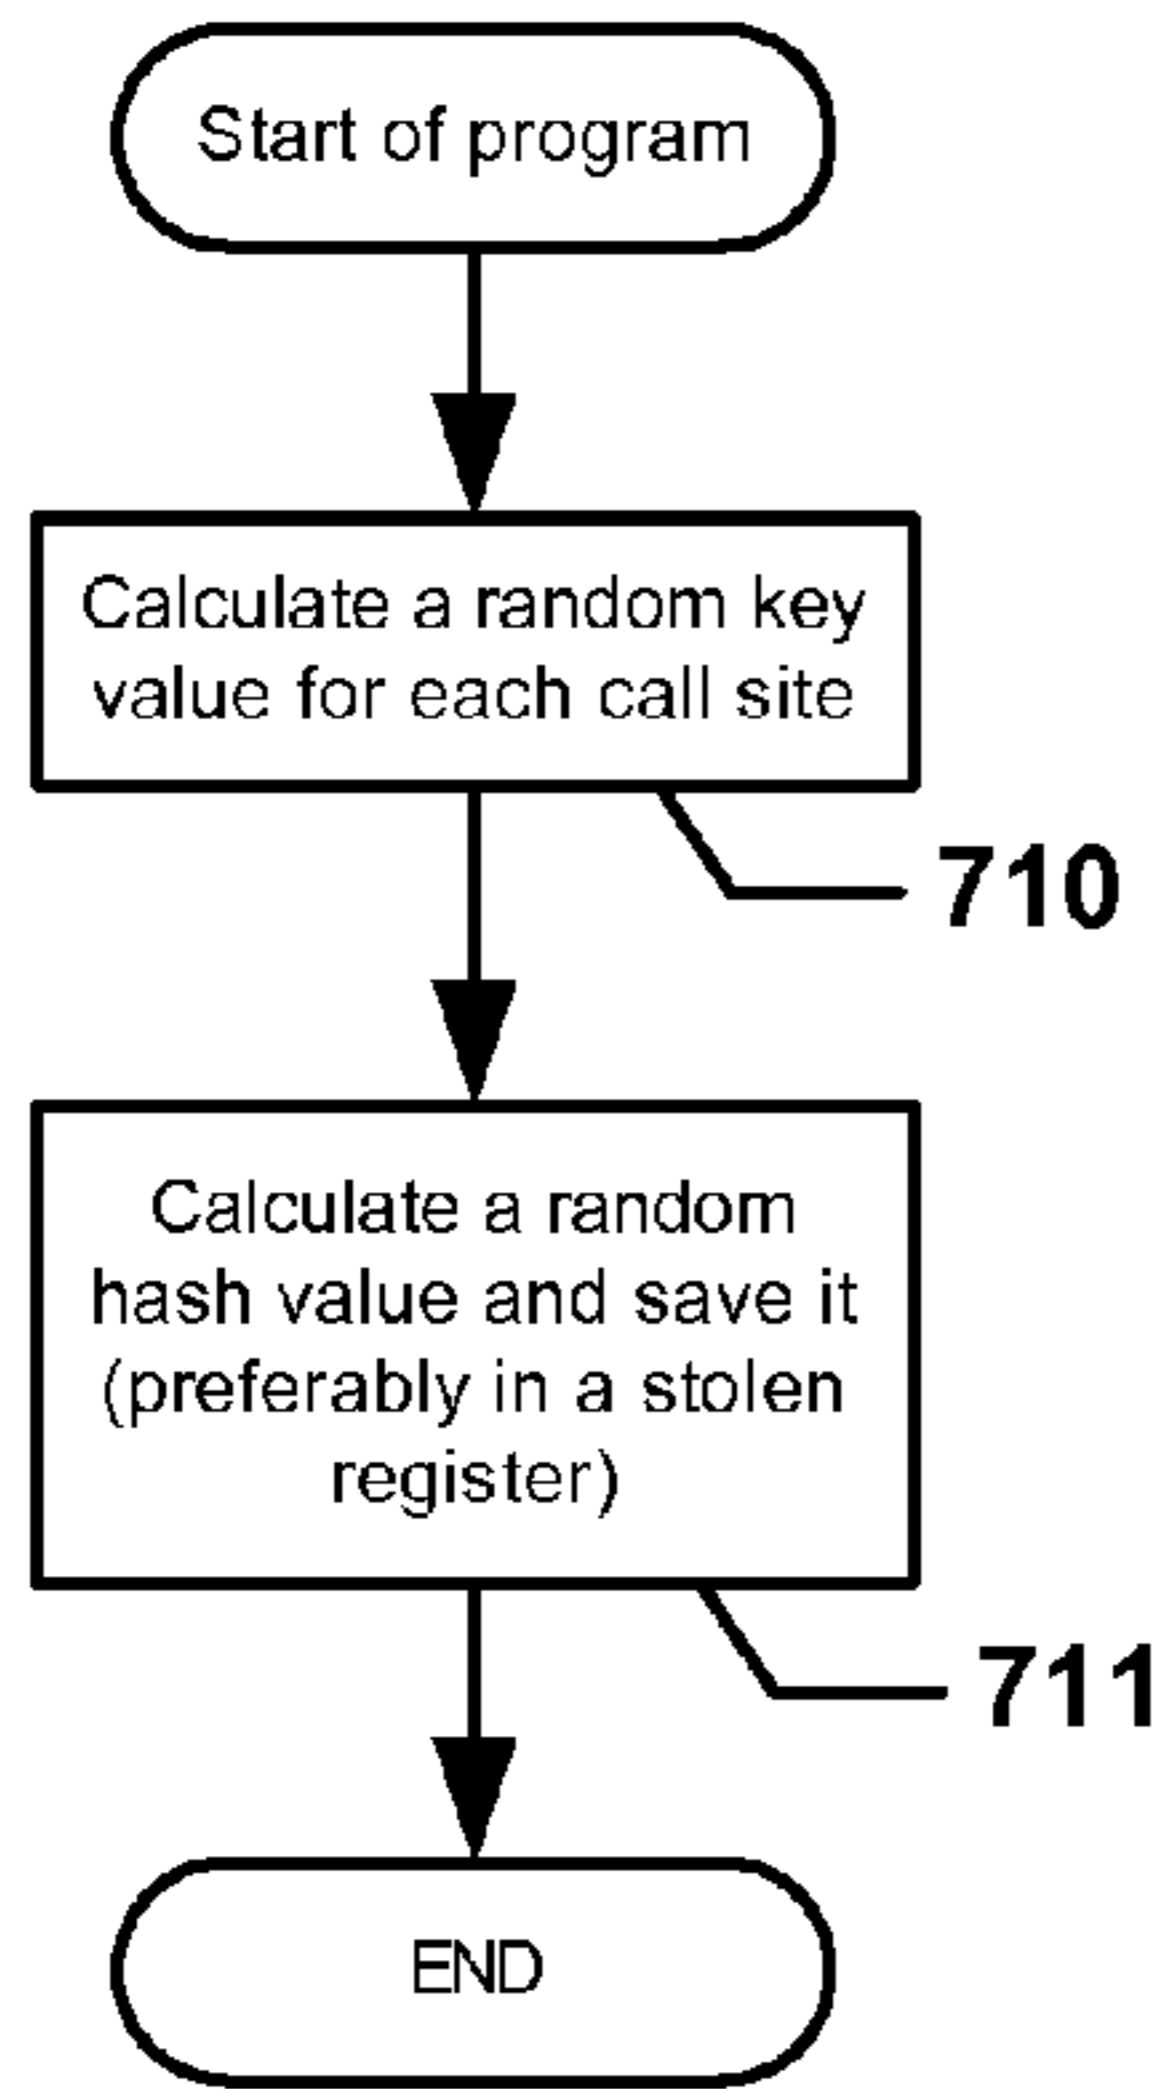 Start of program
Calculate a random key
value for each call site
710
Calculate a random
hash value and save it
(preferably in a stolen
register)
711
END